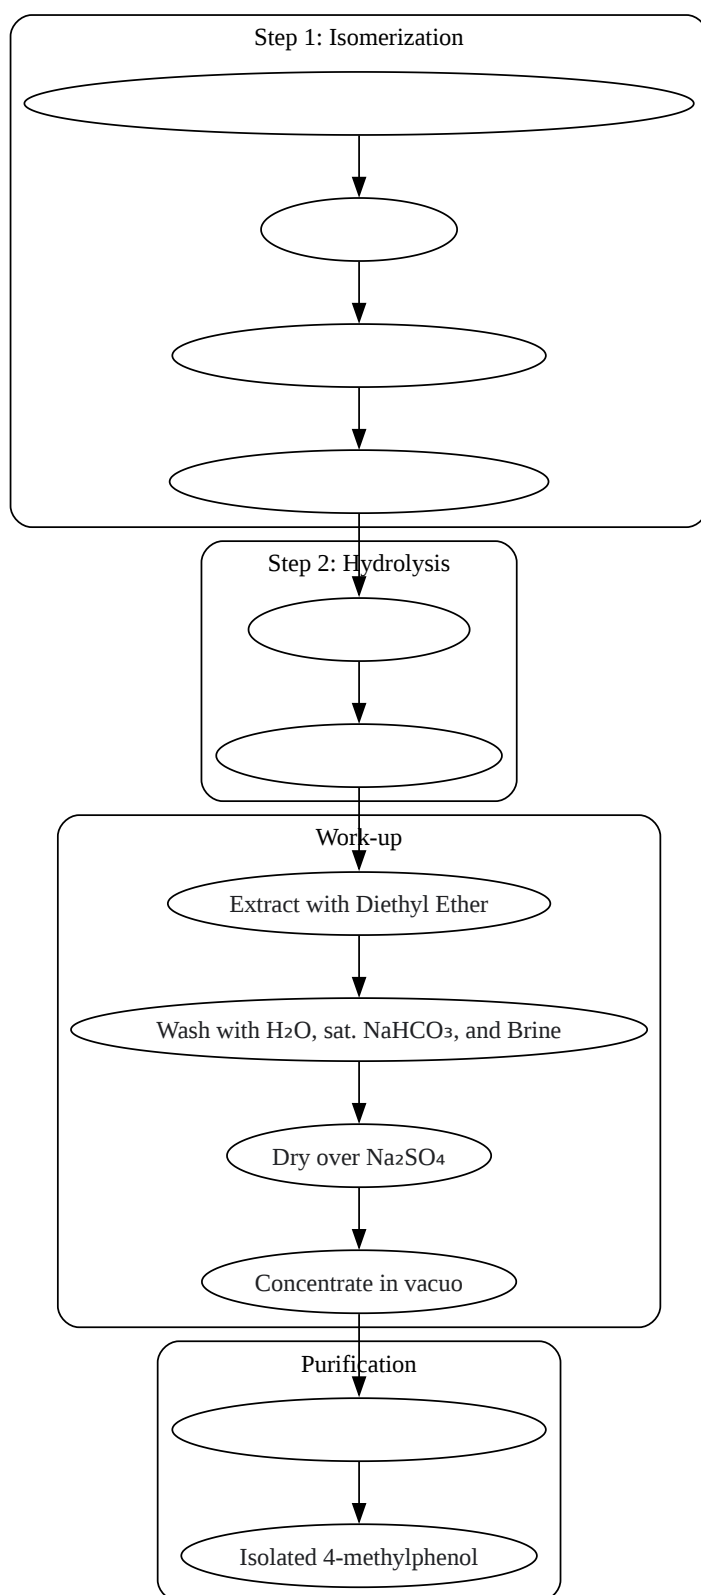 Step 1: Isomerization
Step 2: Hydrolysis
Work-up
Extract with Diethyl Ether
Wash with H₂O, sat. NaHCO₃, and Brine
Dry over Na₂SO₄
Concentrate in vacuo
Purification
Isolated 4-methylphenol